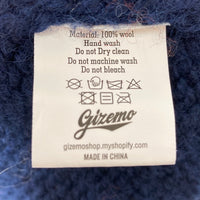 Material: 100% wool
Hand wash
Do not Dry clean
Do not machine wash
Do not bleach
Gizemo
gizemoshop.myshopify.com
MADE IN CHINA